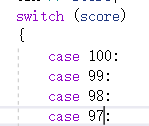 switch (score)
{
case 100:
case 99:
case 98:
case 97: